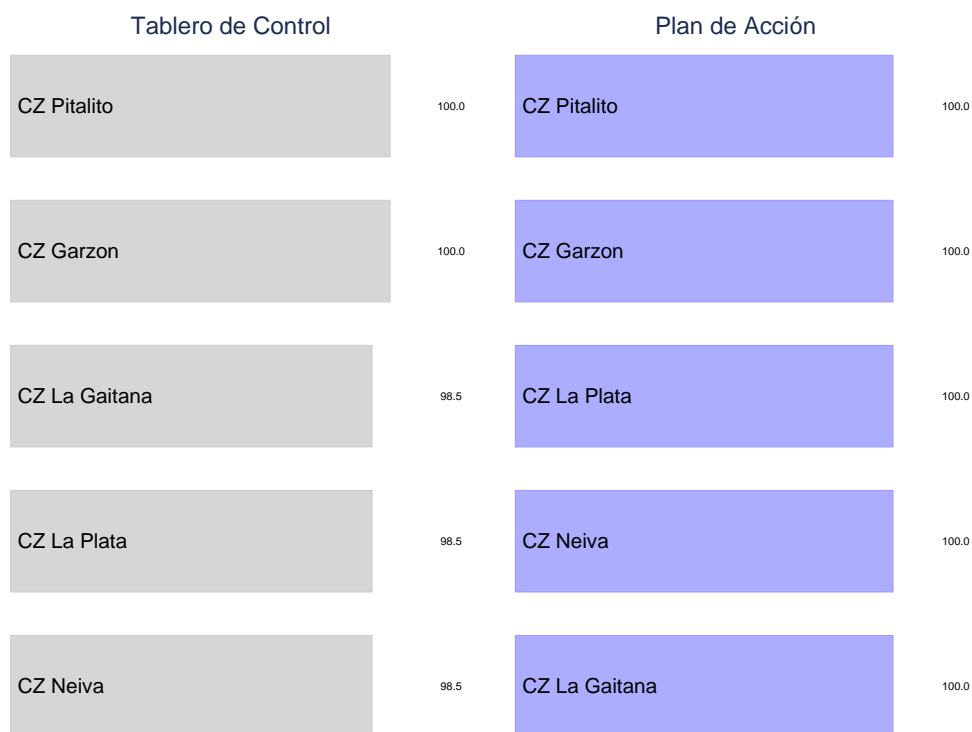 Tablero de Control
CZ Pitalito 100.0
CZ Garzon 100.0
CZ La Gaitana 98.5
CZ La Plata 98.5
CZ Neiva 98.5
Plan de Acción
CZ Pitalito 100.0
CZ Garzon 100.0
CZ La Plata 100.0
CZ Neiva 100.0
CZ La Gaitana 100.0